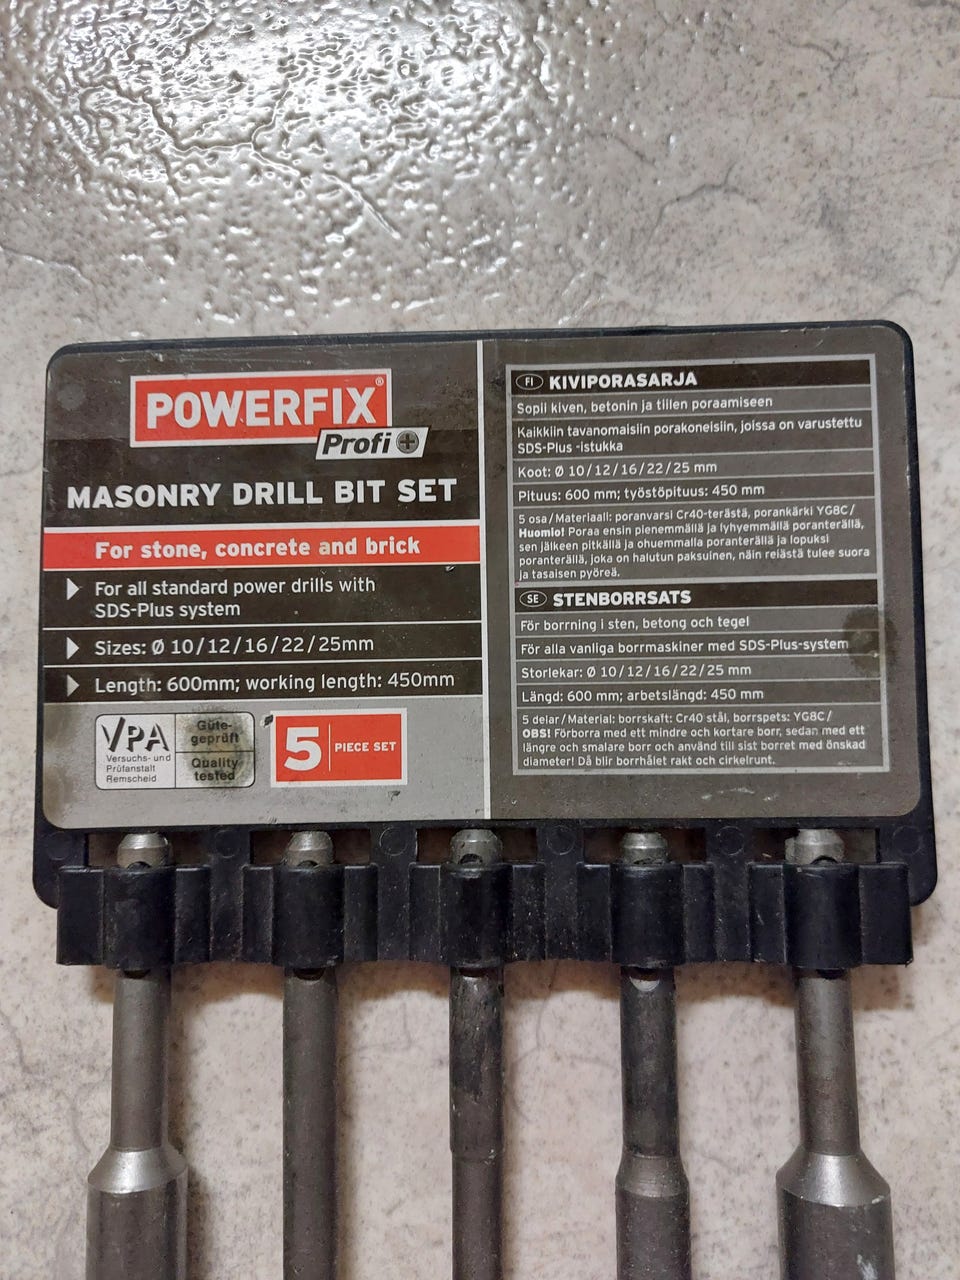 POWERFIX®
Profi
MASONRY DRILL BIT SET
For stone, concrete and brick
For all standard power drills with
SDS-Plus system
Sizes: Ø 10/12/16/22/25mm
Length: 600mm; working length: 450mm
VPA
Versuchs- und
Prüfanstalt
Remscheid
Güte-
geprüft
Quality
tested
5 PIECE SET
FI KIVIPORASARJA
Sopii kiven, betonin ja tiilen poraamiseen
Kaikkiin tavanomaisiin porakoneisiin, joissa on varustettu
SDS-Plus -istukka
Koot: Ø 10/12/16/22/25 mm
Pituus: 600 mm; työstöpituus: 450 mm
5 osa/Materiaali: poranvarsi Cr40-terästä, porankärki YG8C/
Huomio! Poraa ensin pienemmällä ja lyhyemmällä poranterällä,
sen jälkeen pitkällä ja ohuemmalla poranterällä ja lopuksi
poranterällä, joka on halutun paksuinen, näin reiästä tulee suora
ja tasaisen pyöreä.
SE STENBORRSATS
För borrning i sten, betong och tegel
För alla vanliga borrmaskiner med SDS-Plus-system
Storlekar: Ø 10/12/16/22/25 mm
Längd: 600 mm; arbetslängd: 450 mm
5 delar/Material: borrskaft: Cr40 stål, borrspets: YG8C/
OBS! Förborra med ett mindre och kortare borr, sedan med ett
längre och smalare borr och använd till sist borret med önskad
diameter! Då blir borrhålet rakt och cirkelrunt.